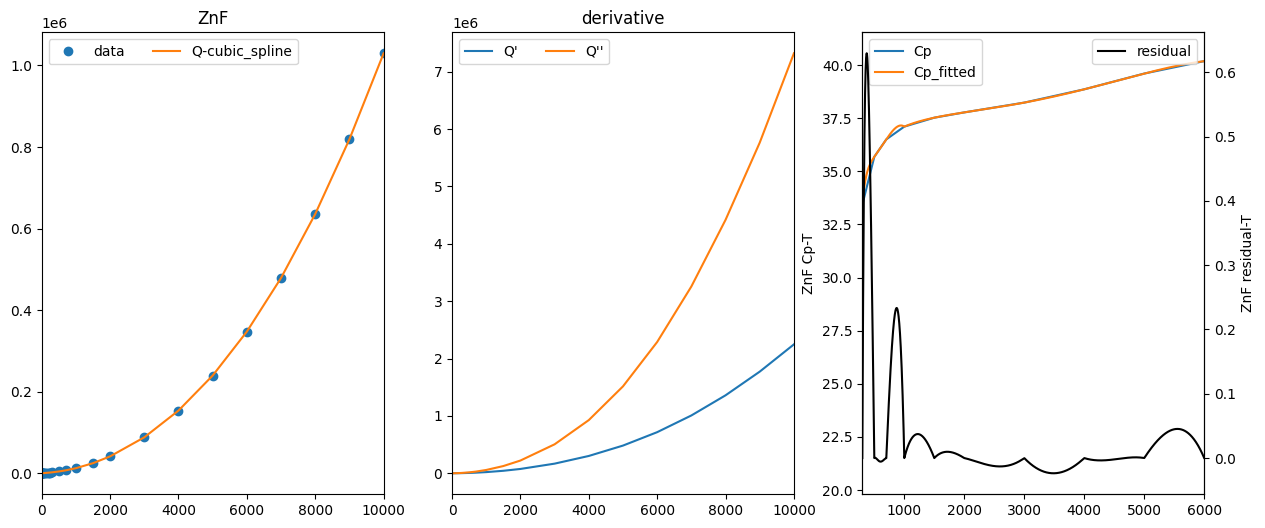 ZnF
1e6
data
Q-cubic_spline
1.0
0.8
0.6
0.4
0.2
0.0
0 2000 4000 6000 8000 10000
derivative
1e6
Q'
Q''
7
6
5
4
3
2
1
0
0 2000 4000 6000 8000 10000
ZnF Cp-T
Cp
Cp_fitted
residual
40.0
37.5
35.0
32.5
30.0
27.5
25.0
22.5
20.0
1000 2000 3000 4000 5000 6000
0.6
0.5
0.4
0.3
0.2
0.1
0.0
ZnF residual-T